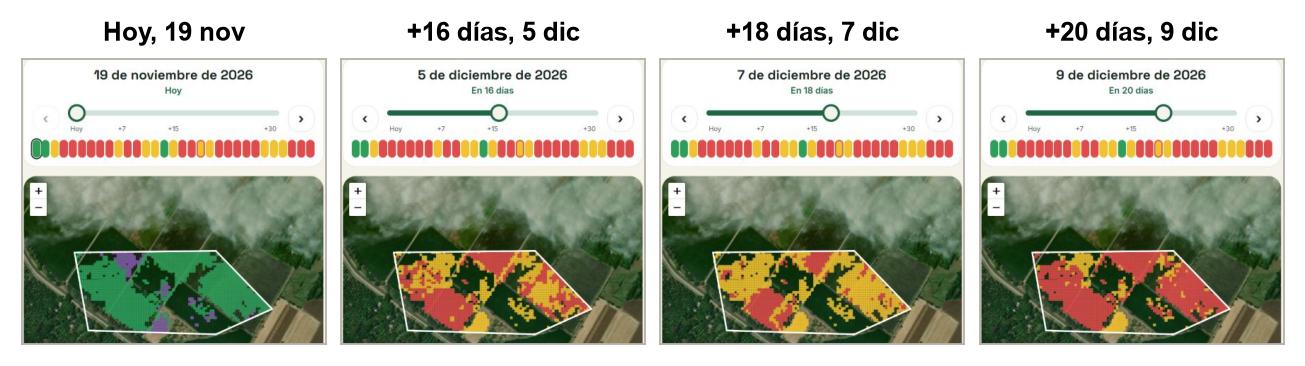 Hoy, 19 nov
19 de noviembre de 2026
Hoy
‹ ›
Hoy +7 +15 +30
+
−
+16 días, 5 dic
5 de diciembre de 2026
En 16 días
‹ ›
Hoy +7 +15 +30
+
−
+18 días, 7 dic
7 de diciembre de 2026
En 18 días
‹ ›
Hoy +7 +15 +30
+
−
+20 días, 9 dic
9 de diciembre de 2026
En 20 días
‹ ›
Hoy +7 +15 +30
+
−